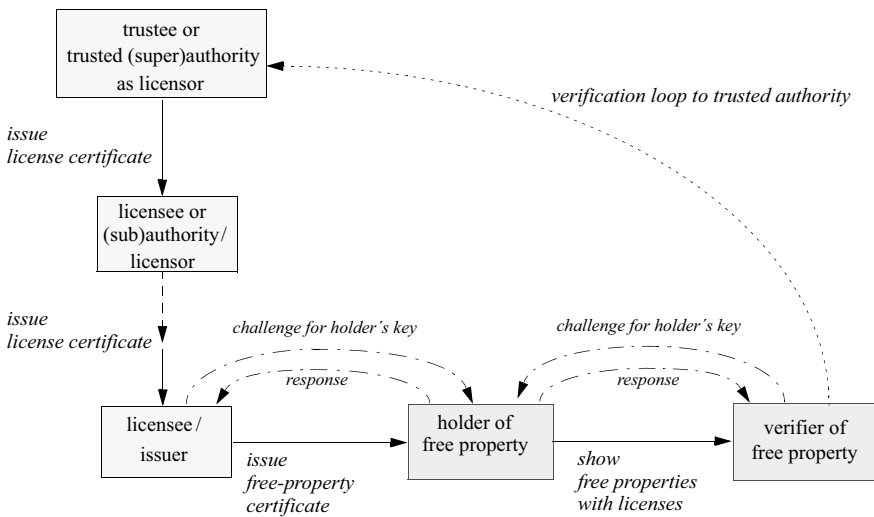 trustee or
trusted (super)authority
as licensor
verification loop to trusted authority
issue
license certificate
licensee or
(sub)authority/
licensor
issue
license certificate
challenge for holder´s key
response
challenge for holder´s key
response
licensee/
issuer
holder of
free property
verifier of
free property
issue
free-property
certificate
show
free properties
with licenses